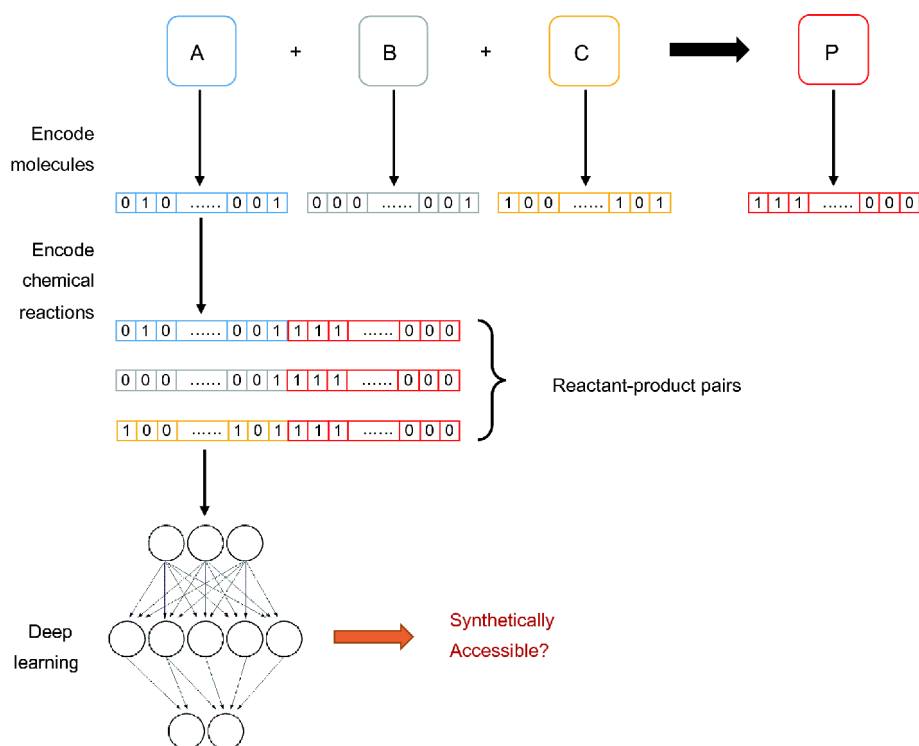 A + B + C P
Encode
molecules
0 1 0 ...... 0 0 1 0 0 0 ...... 0 0 1 1 0 0 ...... 1 0 1 1 1 1 ...... 0 0 0
Encode
chemical
reactions
0 1 0 ...... 0 0 1 1 1 1 ...... 0 0 0
0 0 0 ...... 0 0 1 1 1 1 ...... 0 0 0
Reactant-product pairs
1 0 0 ...... 1 0 1 1 1 1 ...... 0 0 0
Deep
learning
Synthetically
Accessible?